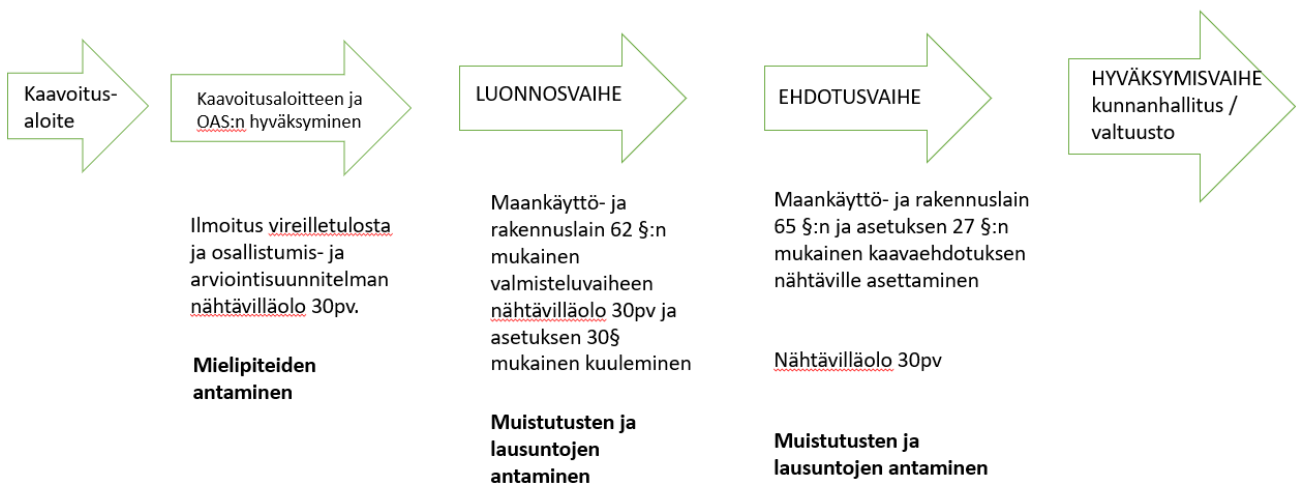 Kaavoitus-
aloite
Kaavoitusaloitteen ja
OAS:n hyväksyminen
LUONNOSVAIHE
EHDOTUSVAIHE
HYVÄKSYMISVAIHE
kunnanhallitus /
valtuusto
Ilmoitus vireilletulosta
ja osallistumis- ja
arviointisuunnitelman
nähtävilläolo 30pv.
Mielipiteiden
antaminen
Maankäyttö- ja
rakennuslain 62 §:n
mukainen
valmisteluvaiheen
nähtävilläolo 30pv ja
asetuksen 30§
mukainen kuuleminen
Muistutusten ja
lausuntojen
antaminen
Maankäyttö- ja rakennuslain
65 §:n ja asetuksen 27 §:n
mukainen kaavaehdotuksen
nähtäville asettaminen
Nähtävilläolo 30pv
Muistutusten ja
lausuntojen antaminen